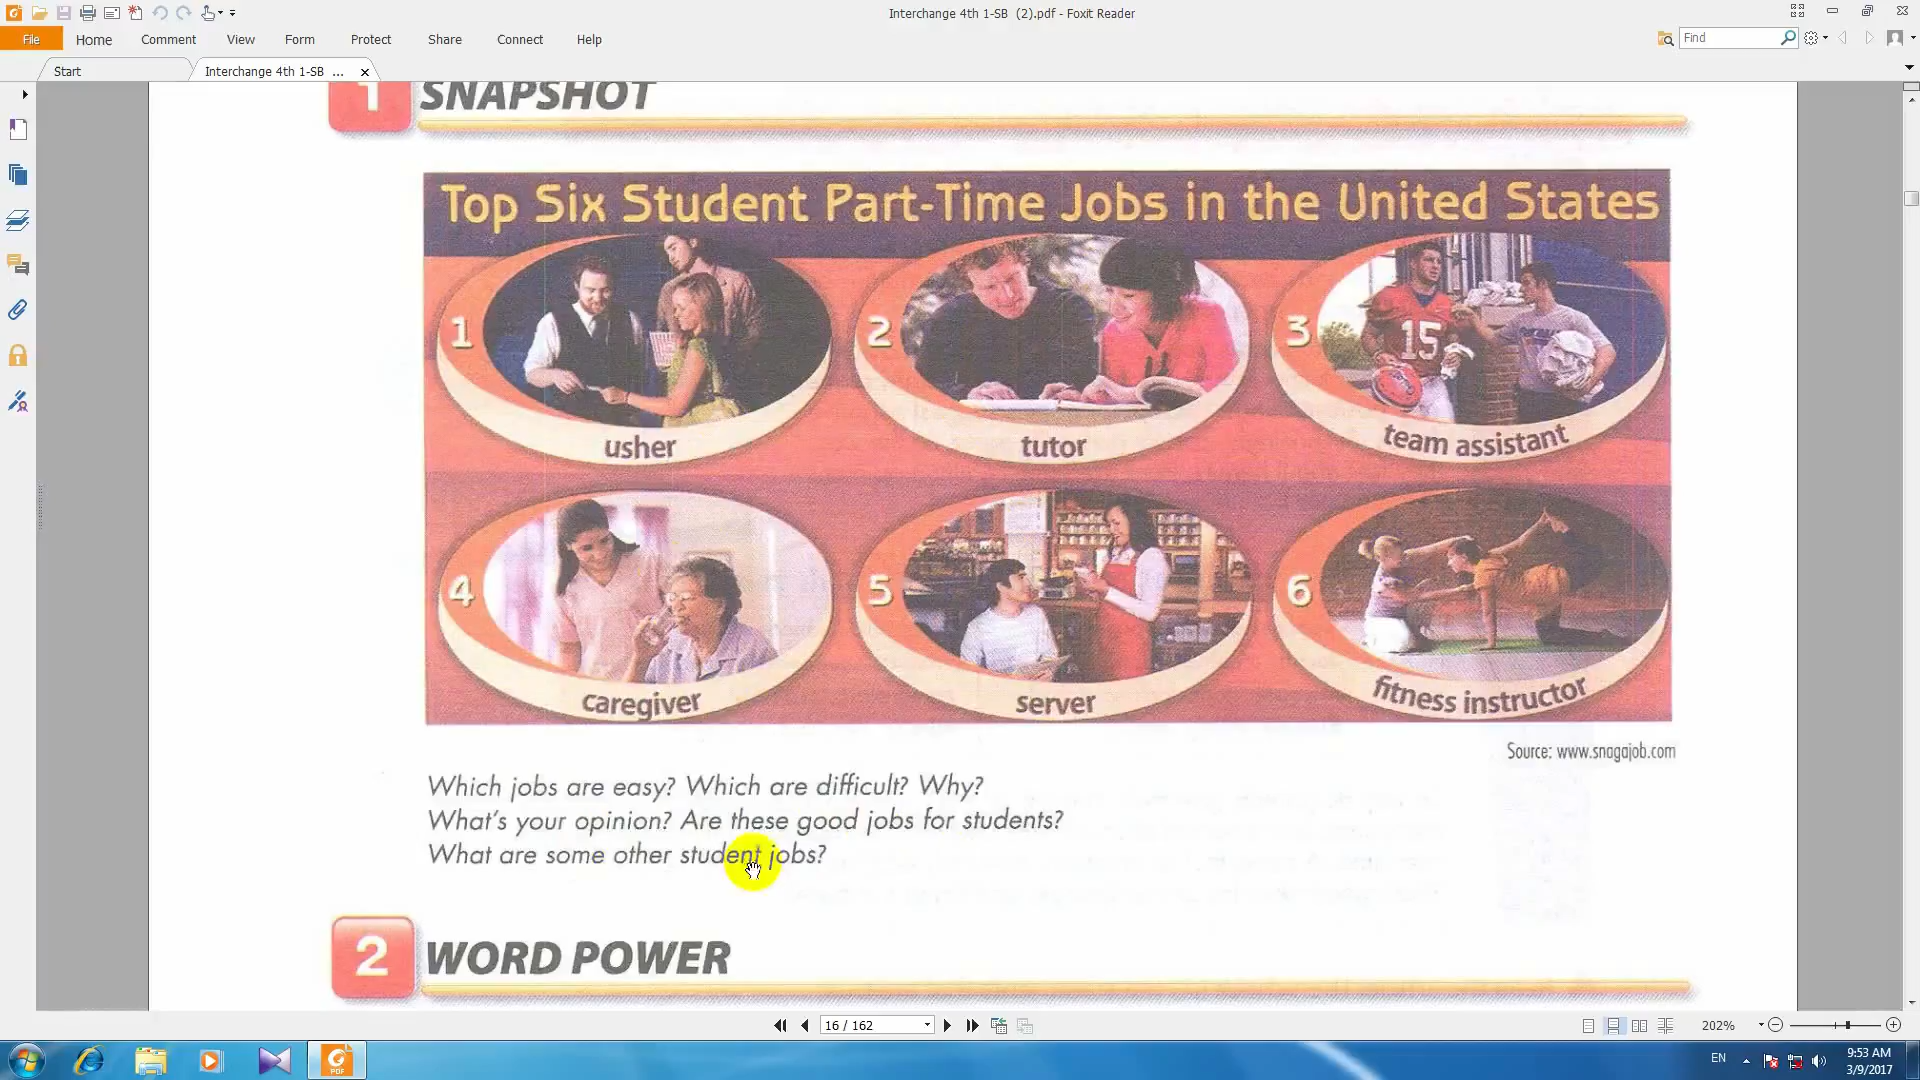 Interchange 4th 1-SB (2).pdf - Foxit Reader
File Home Comment View Form Protect Share Connect Help
Find
Start
Interchange 4th 1-SB ...
1 SNAPSHOT
Top Six Student Part-Time Jobs in the United States
1
2
3
15
usher
tutor
team assistant
4
5
6
caregiver
server
fitness instructor
Source: www.snagajob.com
Which jobs are easy? Which are difficult? Why?
What's your opinion? Are these good jobs for students?
What are some other student jobs?
2 WORD POWER
16 / 162
202%
PDF
EN
9:53 AM
3/9/2017